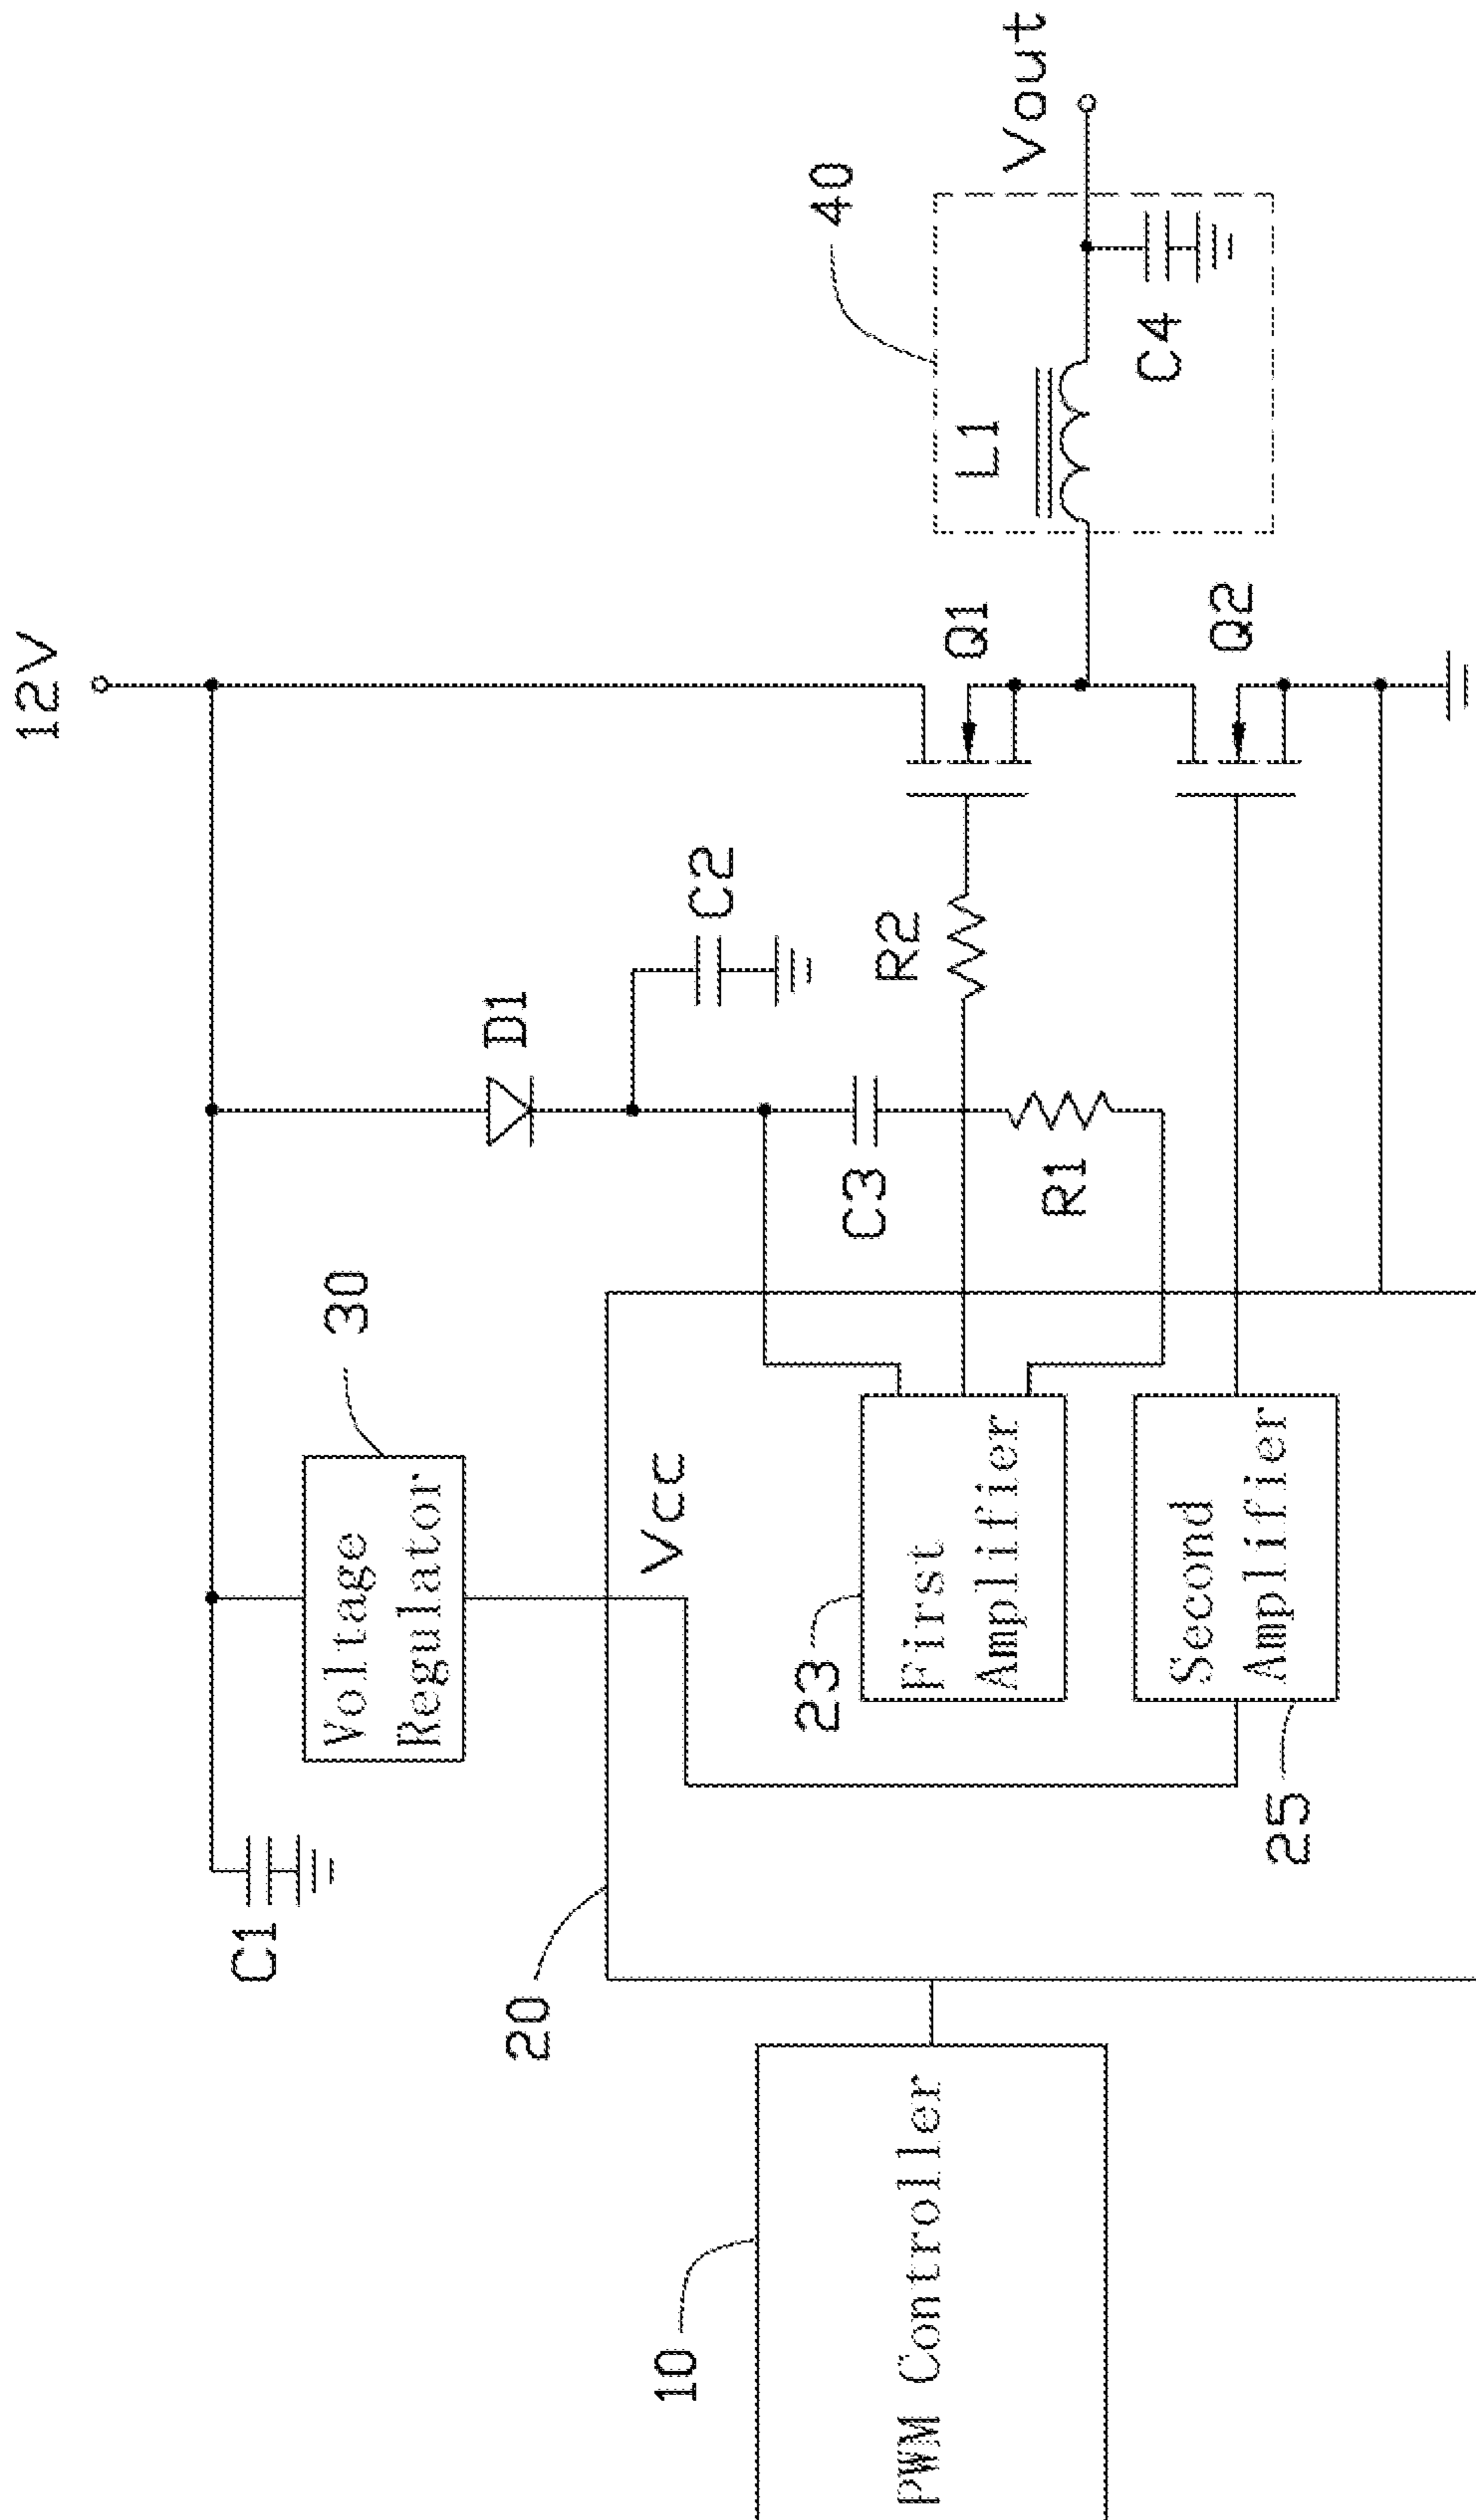 12V
C1
Voltage
Regulator
30
D1
C2
20
Vcc
10
PWM Controller
23
First
Amplifier
C3
R1
R2
Q1
40
L1
C4
Vout
25
Second
Amplifier
Q2